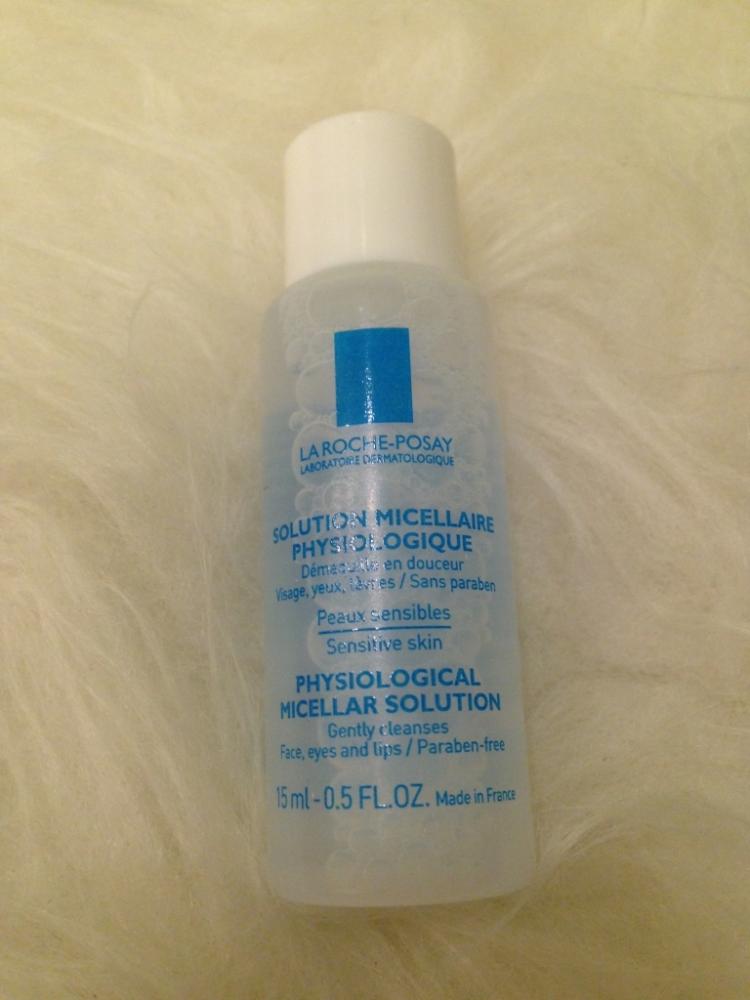 LA ROCHE-POSAY
LABORATOIRE DERMATOLOGIQUE
SOLUTION MICELLAIRE
PHYSIOLOGIQUE
Démaquille en douceur
Visage, yeux, lèvres / Sans paraben
Peaux sensibles
Sensitive skin
PHYSIOLOGICAL
MICELLAR SOLUTION
Gently cleanses
Face, eyes and lips / Paraben-free
15 ml - 0.5 FL.OZ. Made in France